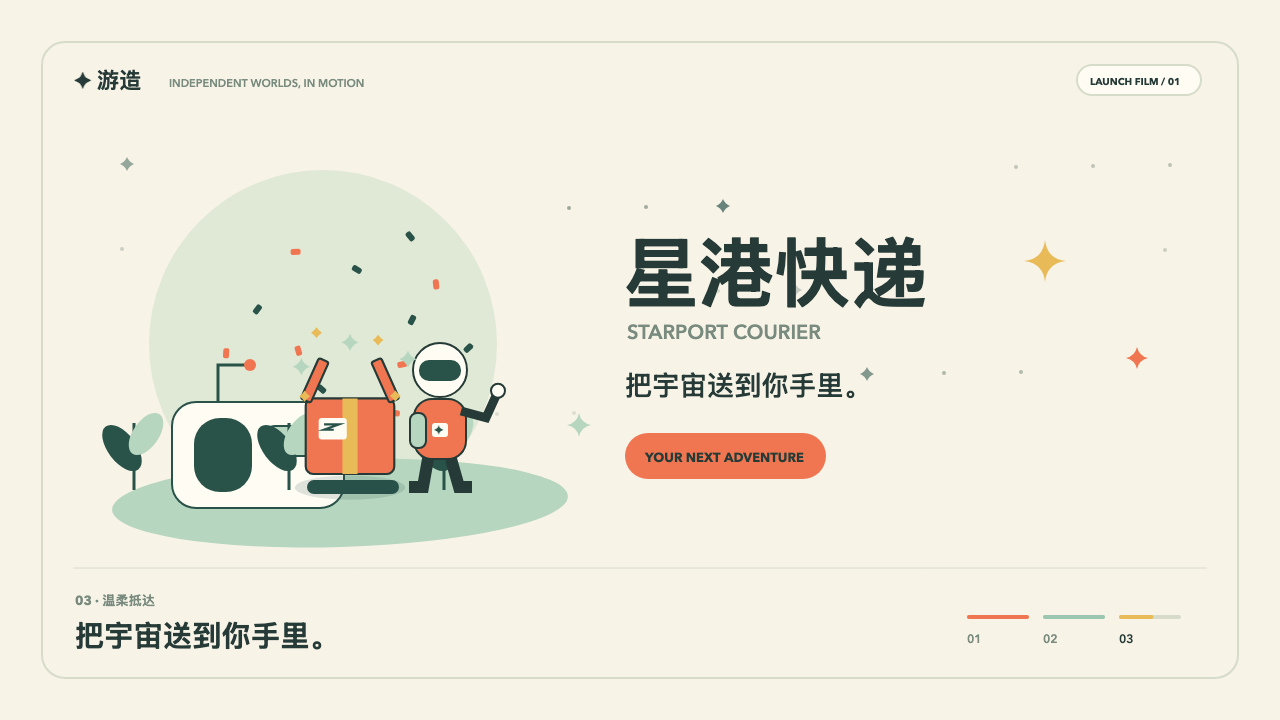 游造
INDEPENDENT WORLDS, IN MOTION
LAUNCH FILM / 01
星港快递
STARPORT COURIER
把宇宙送到你手里。
YOUR NEXT ADVENTURE
03 · 温柔抵达
把宇宙送到你手里。
01
02
03